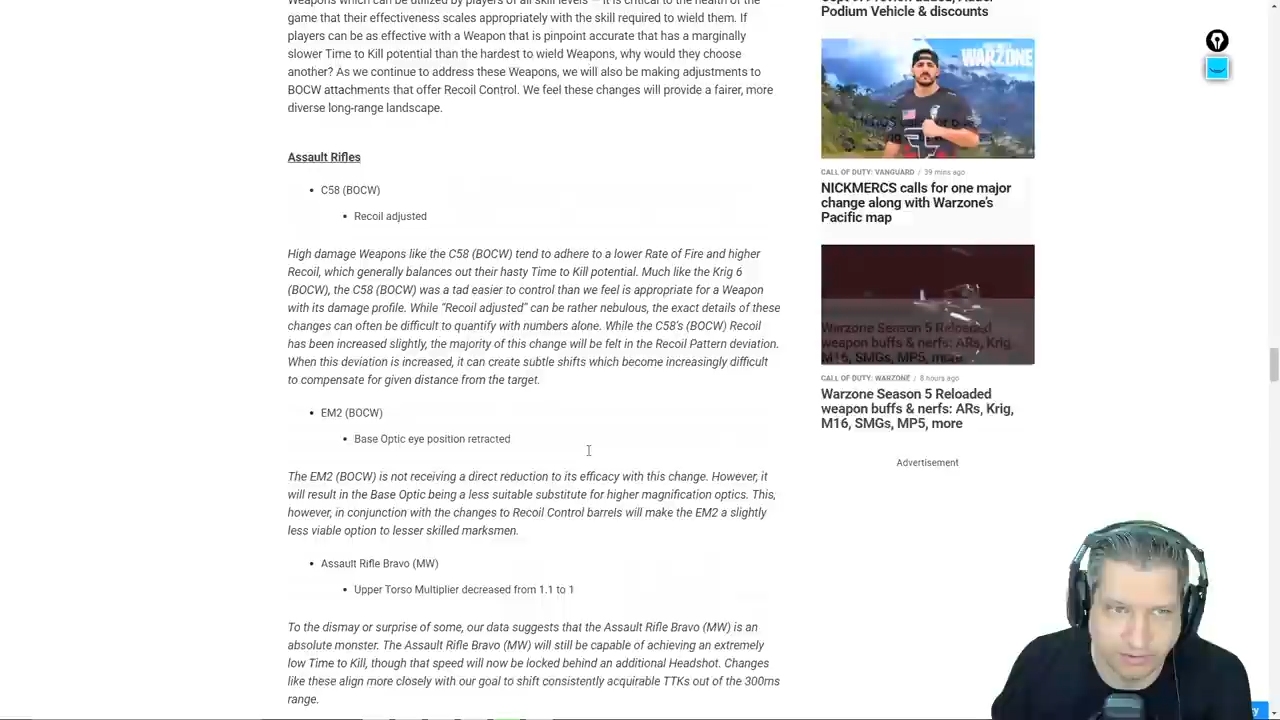 Weapons which can be utilized by players of all skill levels — it is critical to the health of the
game that their effectiveness scales appropriately with the skill required to wield them. If
players can be as effective with a Weapon that is pinpoint accurate that has a marginally
slower Time to Kill potential than the hardest to wield Weapons, why would they choose
another? As we continue to address these Weapons, we will also be making adjustments to
BOCW attachments that offer Recoil Control. We feel these changes will provide a fairer, more
diverse long-range landscape.
Assault Rifles
• C58 (BOCW)
• Recoil adjusted
High damage Weapons like the C58 (BOCW) tend to adhere to a lower Rate of Fire and higher
Recoil, which generally balances out their hasty Time to Kill potential. Much like the Krig 6
(BOCW), the C58 (BOCW) was a tad easier to control than we feel is appropriate for a Weapon
with its damage profile. While “Recoil adjusted” can be rather nebulous, the exact details of these
changes can often be difficult to quantify with numbers alone. While the C58’s (BOCW) Recoil
has been increased slightly, the majority of this change will be felt in the Recoil Pattern deviation.
When this deviation is increased, it can create subtle shifts which become increasingly difficult
to compensate for given distance from the target.
• EM2 (BOCW)
• Base Optic eye position retracted
The EM2 (BOCW) is not receiving a direct reduction to its efficacy with this change. However, it
will result in the Base Optic being a less suitable substitute for higher magnification optics. This,
however, in conjunction with the changes to Recoil Control barrels will make the EM2 a slightly
less viable option to lesser skilled marksmen.
• Assault Rifle Bravo (MW)
• Upper Torso Multiplier decreased from 1.1 to 1
To the dismay or surprise of some, our data suggests that the Assault Rifle Bravo (MW) is an
absolute monster. The Assault Rifle Bravo (MW) will still be capable of achieving an extremely
low Time to Kill, though that speed will now be locked behind an additional Headshot. Changes
like these align more closely with our goal to shift consistently acquirable TTKs out of the 300ms
range.
Podium Vehicle & discounts
WARZONE
CALL OF DUTY: VANGUARD / 39 mins ago
NICKMERCS calls for one major
change along with Warzone’s
Pacific map
Warzone Season 5 Reloaded
weapon buffs & nerfs: ARs, Krig,
M16, SMGs, MP5, more
CALL OF DUTY: WARZONE / 8 hours ago
Warzone Season 5 Reloaded
weapon buffs & nerfs: ARs, Krig,
M16, SMGs, MP5, more
Advertisement